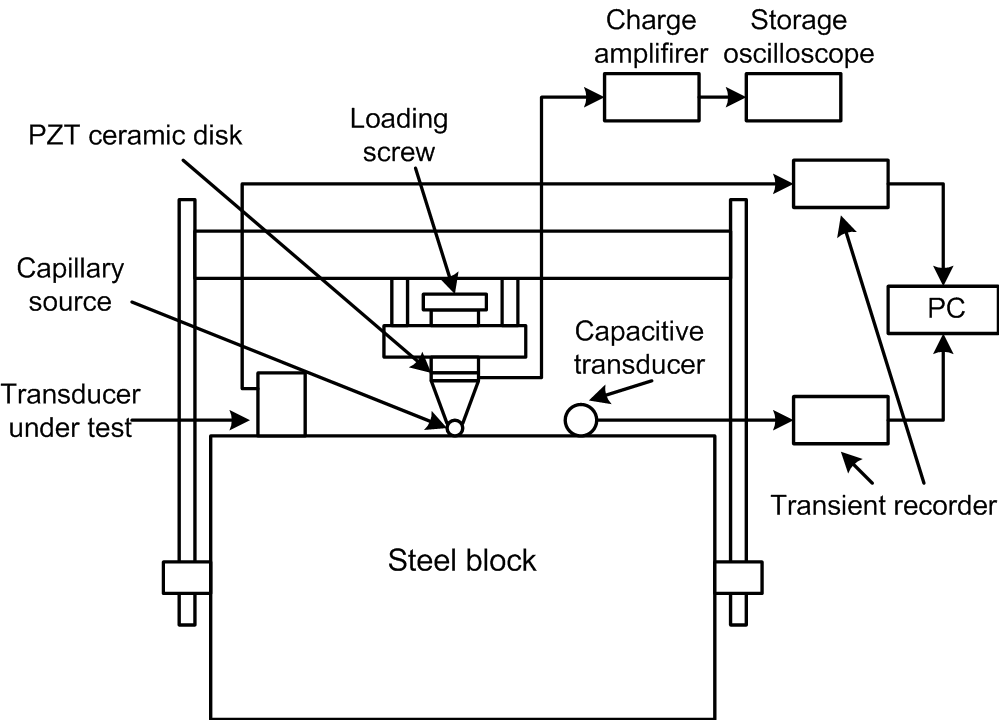 Charge
amplifirer
Storage
oscilloscope
PZT ceramic disk
Loading
screw
Capillary
source
PC
Capacitive
transducer
Transducer
under test
Transient recorder
Steel block